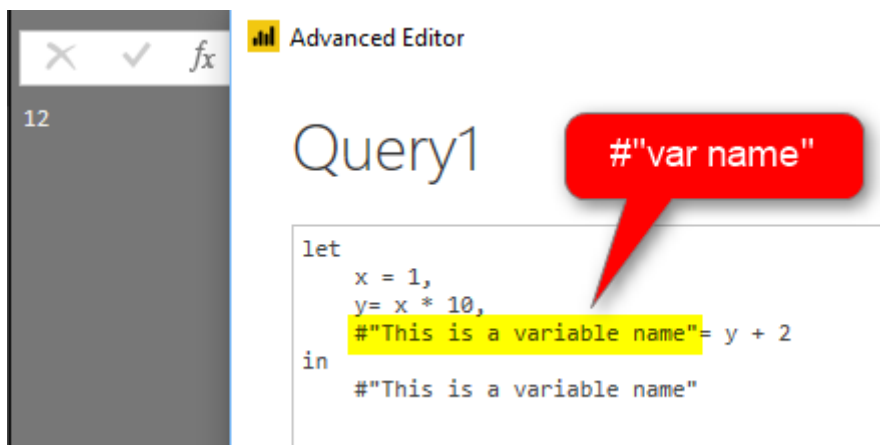 fx
12
Advanced Editor
Query1
#"var name"
let
x = 1,
y= x * 10,
#"This is a variable name"= y + 2
in
#"This is a variable name"